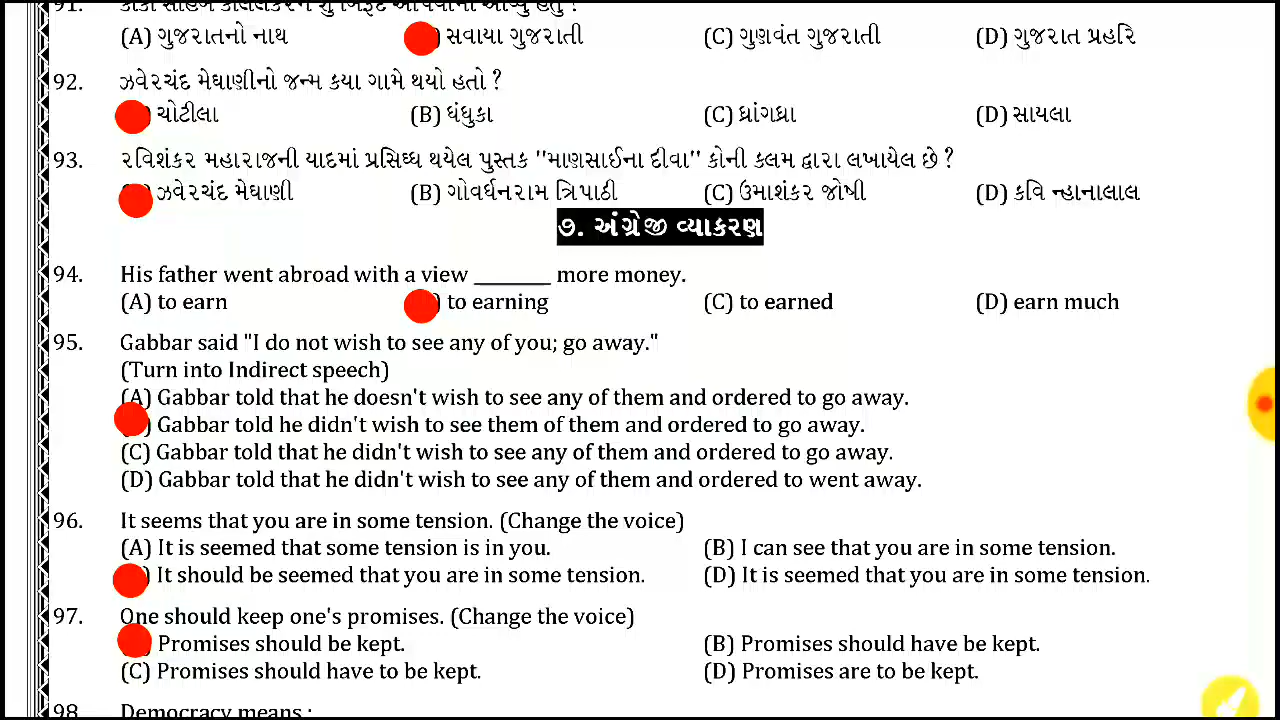 91. કાકા સાહેબ કાલેલકરને શું બિરૂદ આપવામાં આવ્યું હતું ?
(A) ગુજરાતનો નાથ ) સવાયા ગુજરાતી (C) ગુણવંત ગુજરાતી (D) ગુજરાત પ્રહરિ
92. ઝવેરચંદ મેઘાણીનો જન્મ કયા ગામે થયો હતો ?
) ચોટીલા (B) ધંધુકા (C) ધ્રાંગધ્રા (D) સાયલા
93. રવિશંકર મહારાજની યાદમાં પ્રસિધ્ધ થયેલ પુસ્તક "માણસાઈના દીવા" કોની કલમ દ્વારા લખાયેલ છે ?
) ઝવેરચંદ મેઘાણી (B) ગોવર્ધનરામ ત્રિપાઠી (C) ઉમાશંકર જોષી (D) કવિ ન્હાનાલાલ
૭. અંગ્રેજી વ્યાકરણ
94. His father went abroad with a view _______ more money.
(A) to earn ) to earning (C) to earned (D) earn much
95. Gabbar said "I do not wish to see any of you; go away."
(Turn into Indirect speech)
(A) Gabbar told that he doesn't wish to see any of them and ordered to go away.
) Gabbar told he didn't wish to see them of them and ordered to go away.
(C) Gabbar told that he didn't wish to see any of them and ordered to go away.
(D) Gabbar told that he didn't wish to see any of them and ordered to went away.
96. It seems that you are in some tension. (Change the voice)
(A) It is seemed that some tension is in you. (B) I can see that you are in some tension.
) It should be seemed that you are in some tension. (D) It is seemed that you are in some tension.
97. One should keep one's promises. (Change the voice)
Promises should be kept. (B) Promises should have be kept.
(C) Promises should have to be kept. (D) Promises are to be kept.
98. Democracy means :